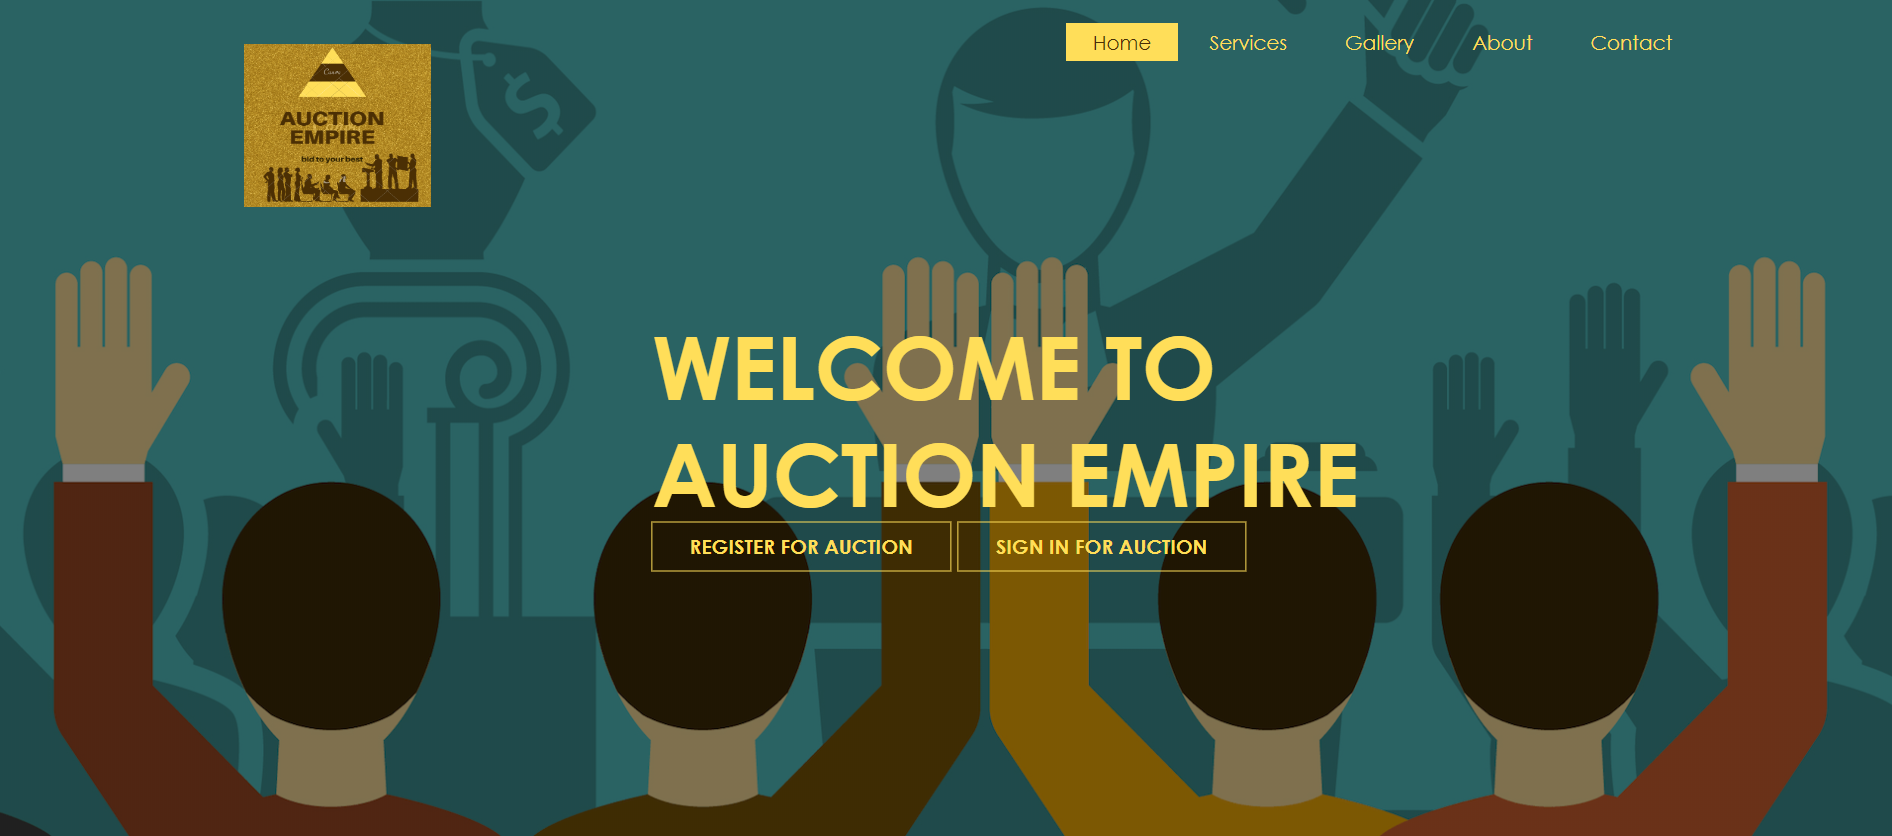 Home
Services
Gallery
About
Contact
Canva
AUCTION
EMPIRE
bid to your best
$
WELCOME TO
AUCTION EMPIRE
REGISTER FOR AUCTION
SIGN IN FOR AUCTION